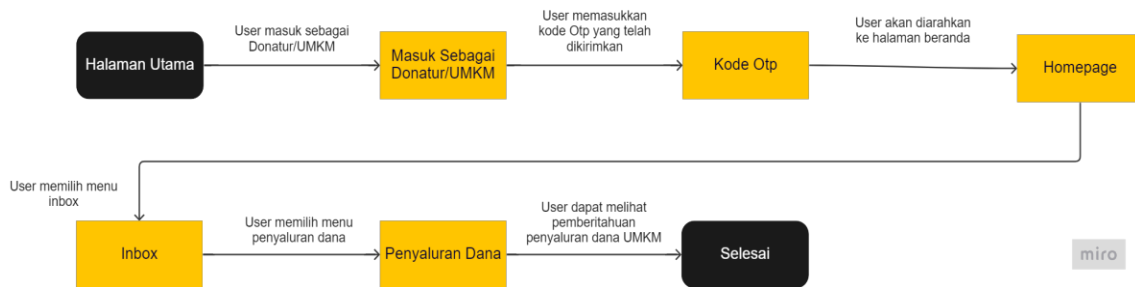 Halaman Utama
User masuk sebagai
Donatur/UMKM
Masuk Sebagai
Donatur/UMKM
User memasukkan
kode Otp yang telah
dikirimkan
Kode Otp
User akan diarahkan
ke halaman beranda
Homepage
User memilih menu
inbox
Inbox
User memilih menu
penyaluran dana
Penyaluran Dana
User dapat melihat
pemberitahuan
penyaluran dana UMKM
Selesai
miro